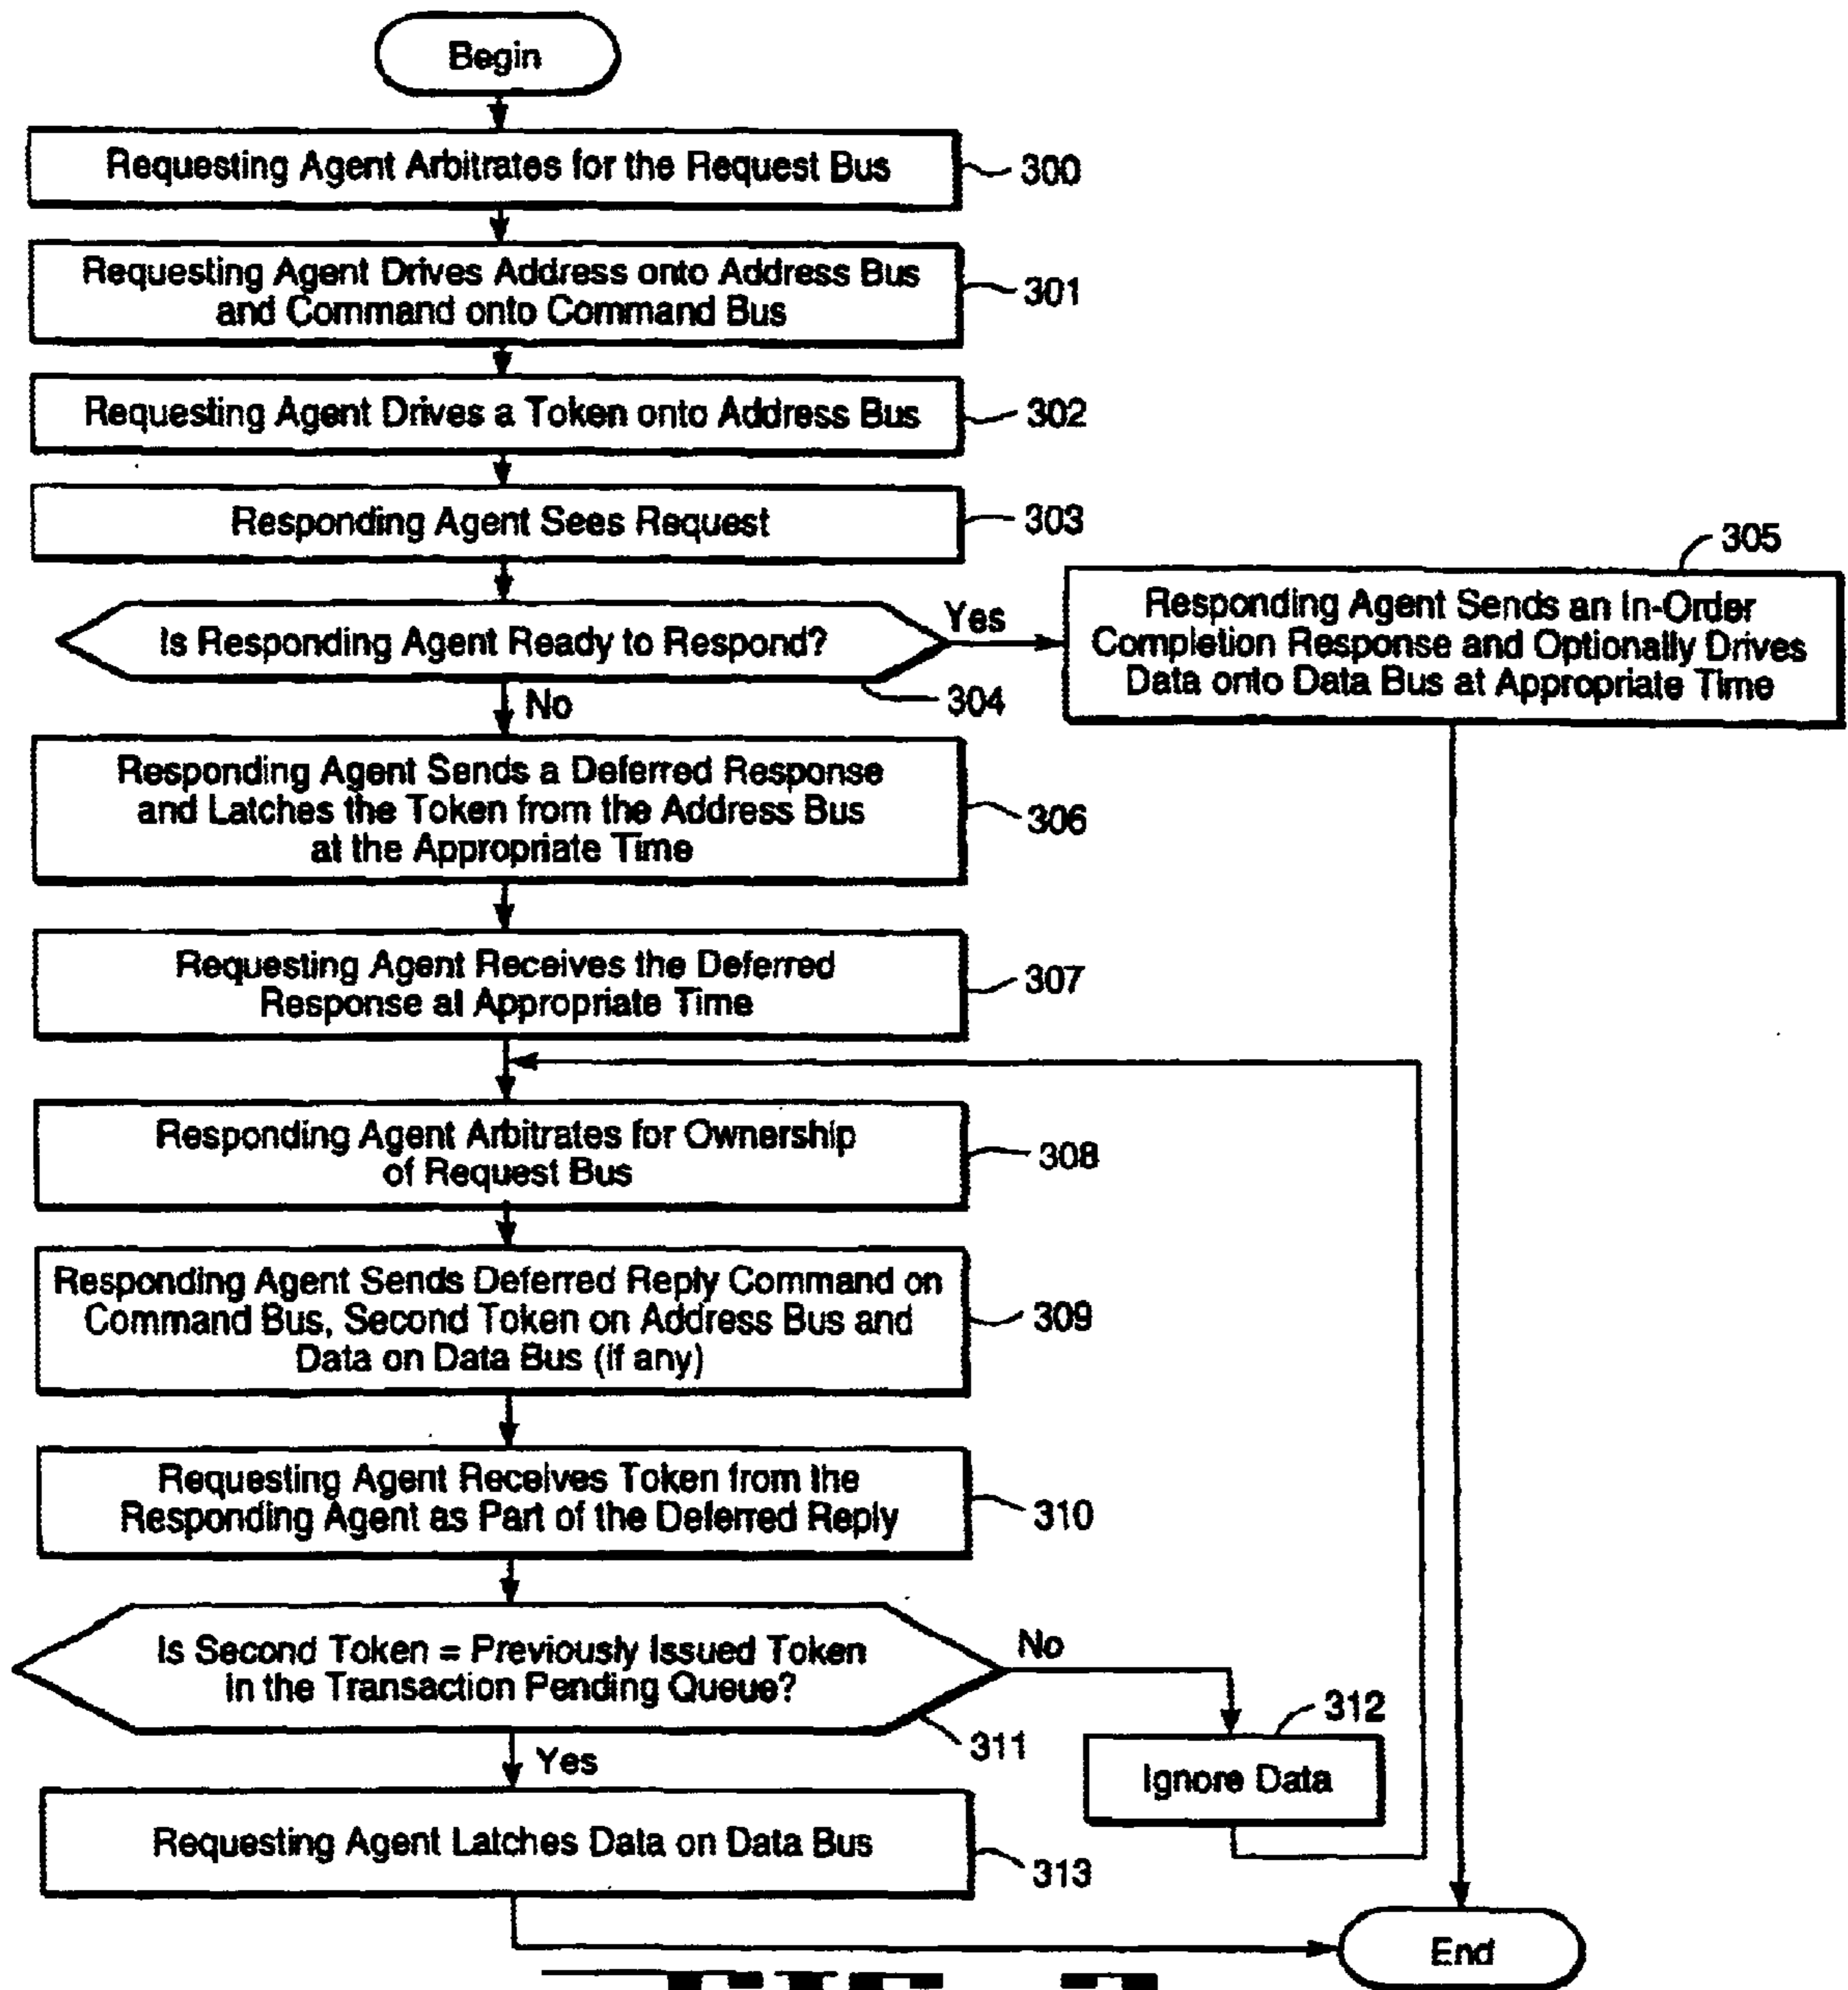 Begin
Requesting Agent Arbitrates for the Request Bus
300
Requesting Agent Drives Address onto Address Bus
and Command onto Command Bus
301
Requesting Agent Drives a Token onto Address Bus
302
Responding Agent Sees Request
303
Is Responding Agent Ready to Respond?
304
Yes
305
Responding Agent Sends an In-Order
Completion Response and Optionally Drives
Data onto Data Bus at Appropriate Time
No
Responding Agent Sends a Deferred Response
and Latches the Token from the Address Bus
at the Appropriate Time
306
Requesting Agent Receives the Deferred
Response at Appropriate Time
307
Responding Agent Arbitrates for Ownership
of Request Bus
308
Responding Agent Sends Deferred Reply Command on
Command Bus, Second Token on Address Bus and
Data on Data Bus (if any)
309
Requesting Agent Receives Token from the
Responding Agent as Part of the Deferred Reply
310
Is Second Token = Previously Issued Token
in the Transaction Pending Queue?
311
No
312
Ignore Data
Yes
Requesting Agent Latches Data on Data Bus
313
End